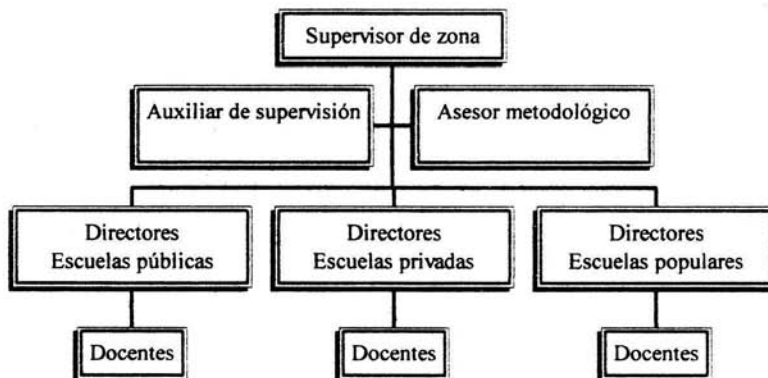 Supervisor de zona
Auxiliar de supervisión
Asesor metodológico
Directores
Escuelas públicas
Directores
Escuelas privadas
Directores
Escuelas populares
Docentes
Docentes
Docentes